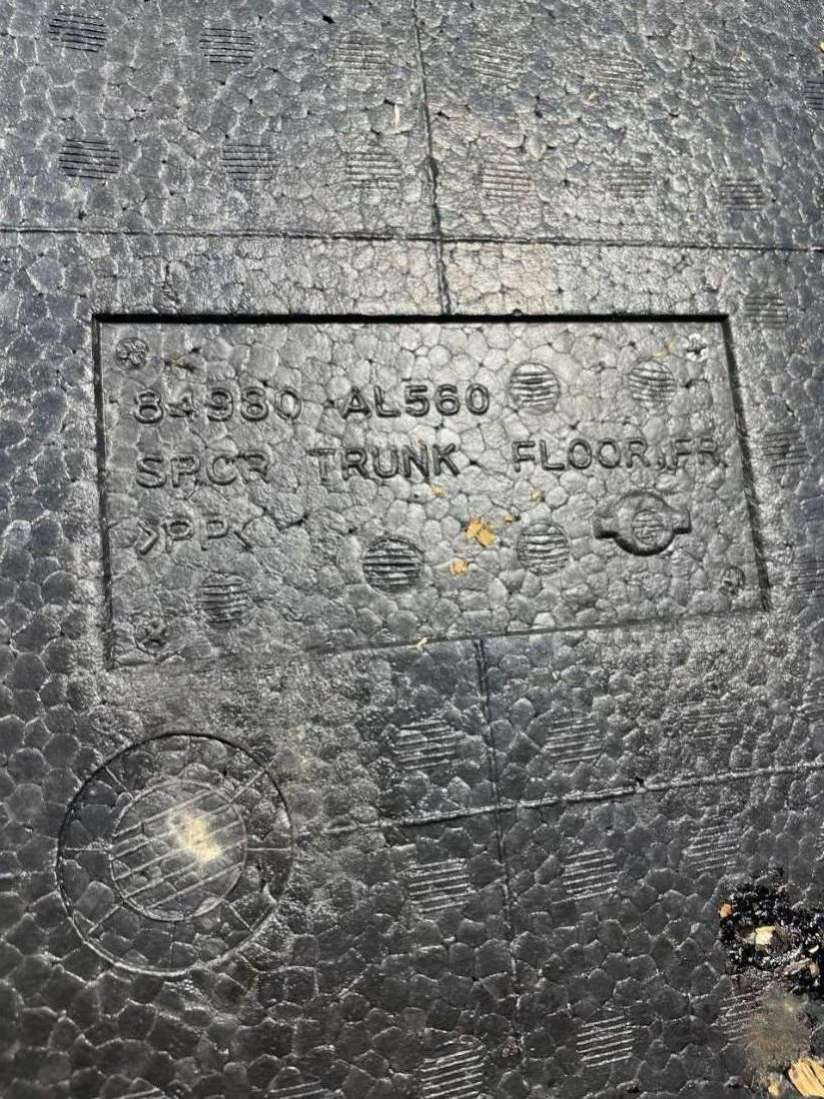 84980 AL560
SPCR TRUNK FLOOR,FR
>PP<